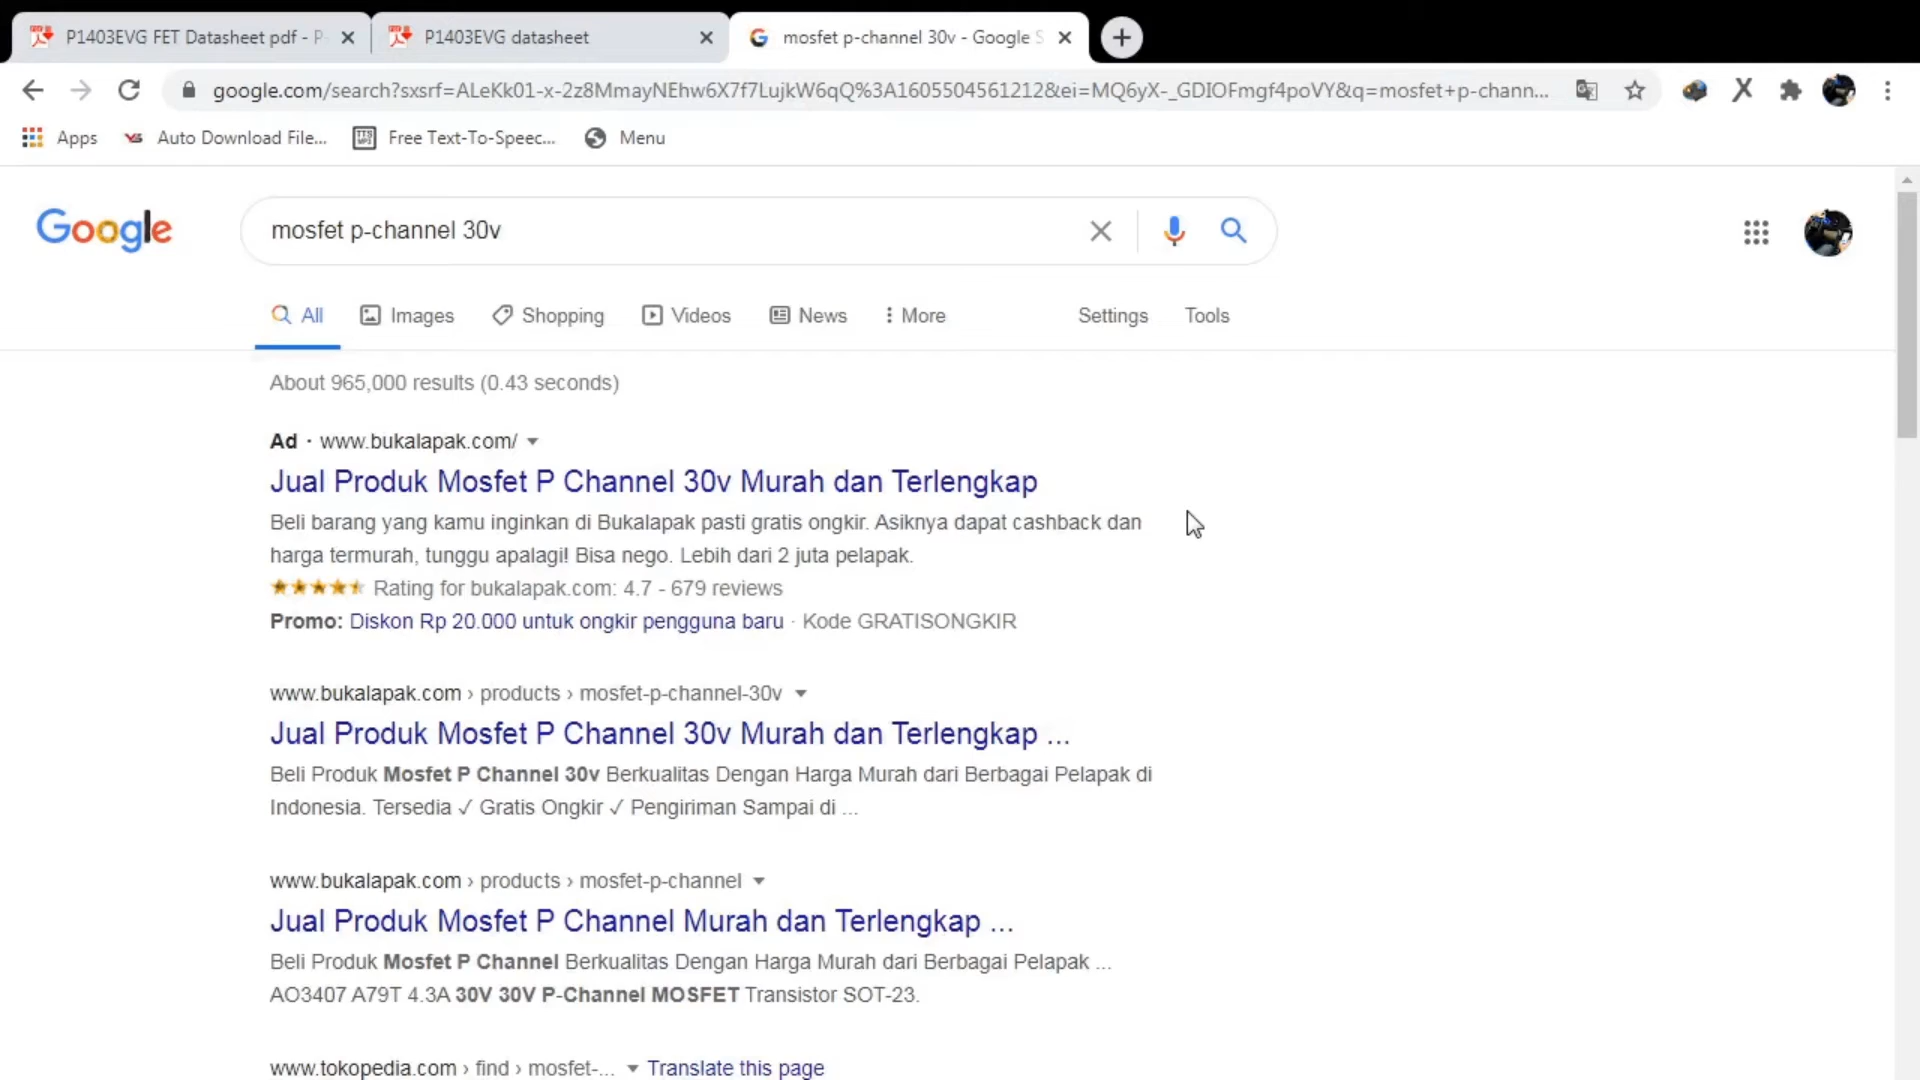 P1403EVG FET Datasheet pdf - P
P1403EVG datasheet
mosfet p-channel 30v - Google S
google.com/search?sxsrf=ALeKk01-x-2z8MmayNEhw6X7f7LujkW6qQ%3A1605504561212&ei=MQ6yX-_GDIOFmgf4poVY&q=mosfet+p-chann...
Apps
Auto Download File...
Free Text-To-Speec...
Menu
Google
mosfet p-channel 30v
All
Images
Shopping
Videos
News
More
Settings
Tools
About 965,000 results (0.43 seconds)
Ad · www.bukalapak.com/
Jual Produk Mosfet P Channel 30v Murah dan Terlengkap
Beli barang yang kamu inginkan di Bukalapak pasti gratis ongkir. Asiknya dapat cashback dan
harga termurah, tunggu apalagi! Bisa nego. Lebih dari 2 juta pelapak.
Rating for bukalapak.com: 4.7 - 679 reviews
Promo: Diskon Rp 20.000 untuk ongkir pengguna baru · Kode GRATISONGKIR
www.bukalapak.com › products › mosfet-p-channel-30v
Jual Produk Mosfet P Channel 30v Murah dan Terlengkap ...
Beli Produk Mosfet P Channel 30v Berkualitas Dengan Harga Murah dari Berbagai Pelapak di
Indonesia. Tersedia ✓ Gratis Ongkir ✓ Pengiriman Sampai di ...
www.bukalapak.com › products › mosfet-p-channel
Jual Produk Mosfet P Channel Murah dan Terlengkap ...
Beli Produk Mosfet P Channel Berkualitas Dengan Harga Murah dari Berbagai Pelapak ...
AO3407 A79T 4.3A 30V 30V P-Channel MOSFET Transistor SOT-23.
www.tokopedia.com › find › mosfet-... Translate this page